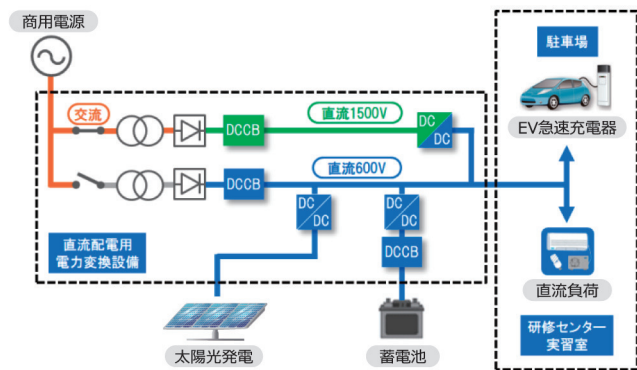 商用電源
駐車場
交流
直流1500V
DCCB
DC
DC
EV急速充電器
直流600V
DCCB
DC
DC
DC
DC
DCCB
直流配電用
電力変換設備
直流負荷
太陽光発電
蓄電池
研修センター
実習室